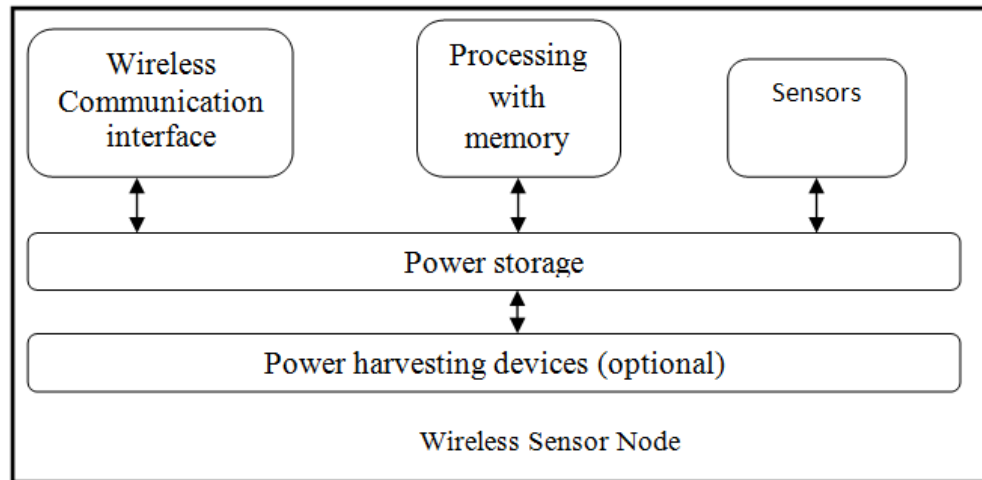 Wireless
Communication
interface
Processing
with
memory
Sensors
Power storage
Power harvesting devices (optional)
Wireless Sensor Node